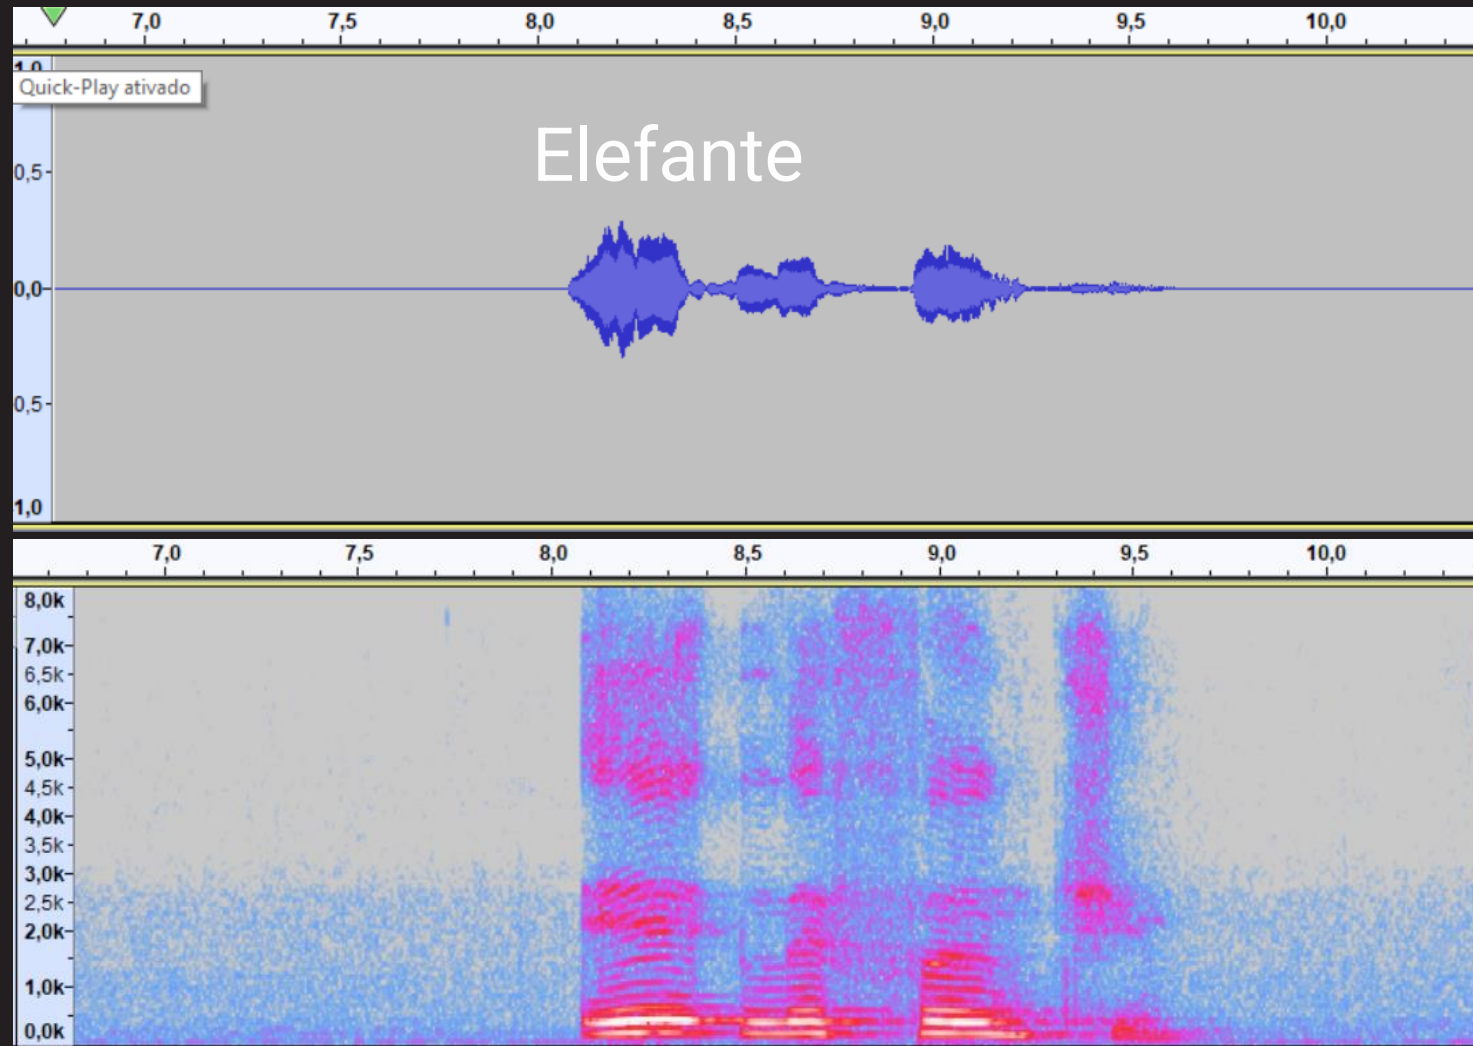 7,0 7,5 8,0 8,5 9,0 9,5 10,0
1,0
Quick-Play ativado
Elefante
0,5-
0,0-
0,5-
1,0
7,0 7,5 8,0 8,5 9,0 9,5 10,0
8,0k
7,0k-
6,5k-
6,0k-
5,0k-
4,5k-
4,0k-
3,5k-
3,0k-
2,5k-
2,0k-
1,0k-
0,0k